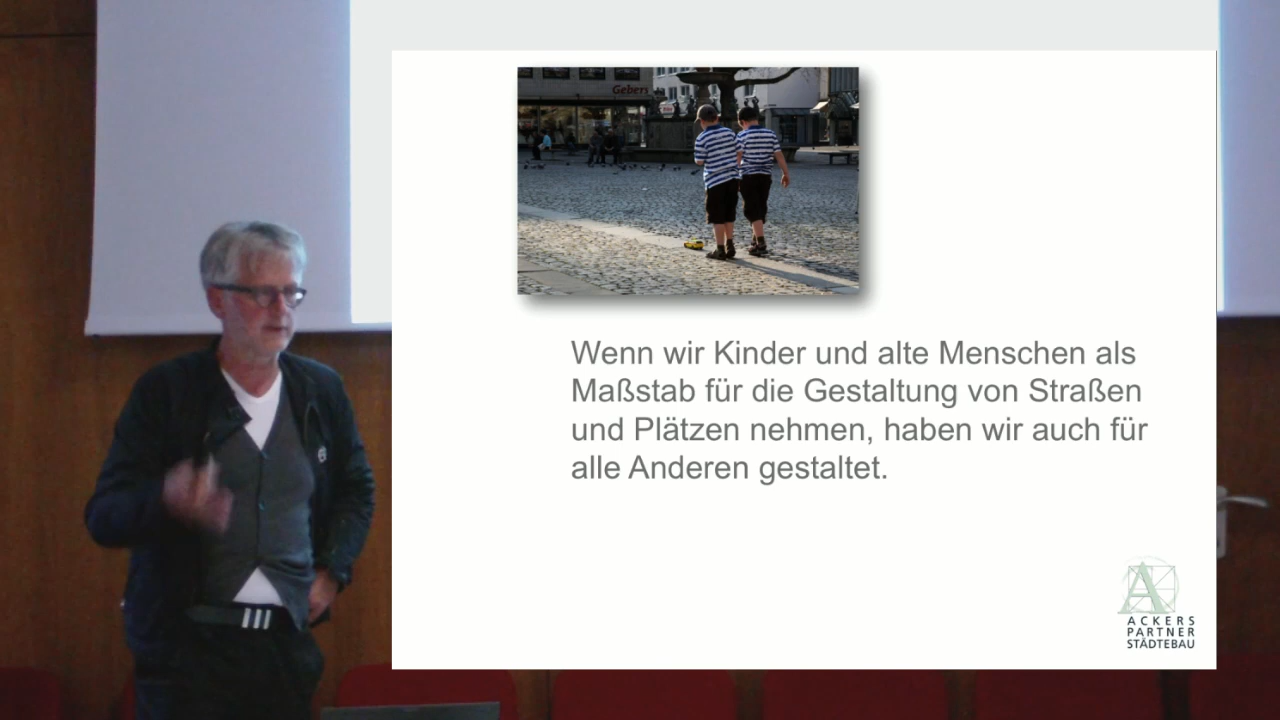 Gebers
Wenn wir Kinder und alte Menschen als
Maßstab für die Gestaltung von Straßen
und Plätzen nehmen, haben wir auch für
alle Anderen gestaltet.
A
ACKERS
PARTNER
STÄDTEBAU